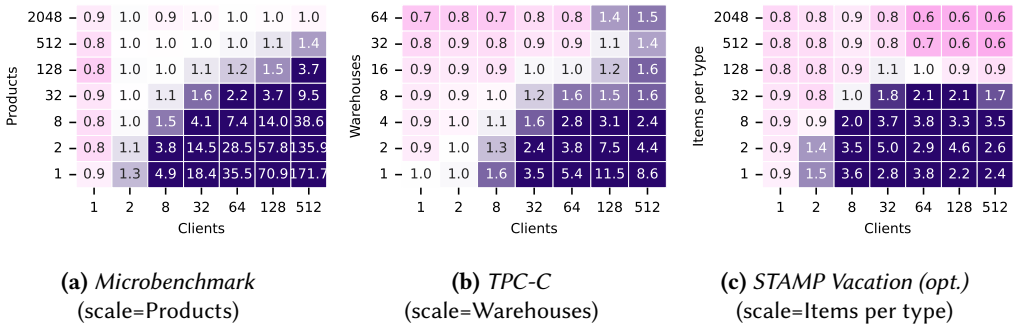 Products
2048 0.9 1.0 1.0 1.0 1.0 1.0 1.0
512 0.8 1.0 1.0 1.0 1.0 1.1 1.4
128 0.8 1.0 1.0 1.1 1.2 1.5 3.7
32 0.9 1.0 1.1 1.6 2.2 3.7 9.5
8 0.8 1.0 1.5 4.1 7.4 14.0 38.6
2 0.8 1.1 3.8 14.5 28.5 57.8 135.9
1 0.9 1.3 4.9 18.4 35.5 70.9 171.7
1 2 8 32 64 128 512
Clients
(a) Microbenchmark
(scale=Products)
Warehouses
64 0.7 0.8 0.7 0.8 0.8 1.4 1.5
32 0.8 0.9 0.8 0.9 0.9 1.1 1.4
16 0.9 0.9 0.9 1.0 1.0 1.2 1.6
8 0.9 0.9 1.0 1.2 1.6 1.5 1.6
4 0.9 1.0 1.1 1.6 2.8 3.1 2.4
2 0.9 1.0 1.3 2.4 3.8 7.5 4.4
1 1.0 1.0 1.6 3.5 5.4 11.5 8.6
1 2 8 32 64 128 512
Clients
(b) TPC-C
(scale=Warehouses)
Items per type
2048 0.9 0.9 0.9 0.8 0.6 0.6 0.6
512 0.8 0.9 0.9 0.8 0.7 0.6 0.6
128 0.8 0.8 0.9 1.1 1.0 0.9 0.9
32 0.9 0.8 1.0 1.8 2.1 2.1 1.7
8 0.9 0.9 2.0 3.7 3.8 3.3 3.5
2 0.9 1.4 3.5 5.0 2.9 4.6 2.6
1 0.9 1.5 3.6 2.8 3.8 2.2 2.4
1 2 8 32 64 128 512
Clients
(c) STAMP Vacation (opt.)
(scale=Items per type)